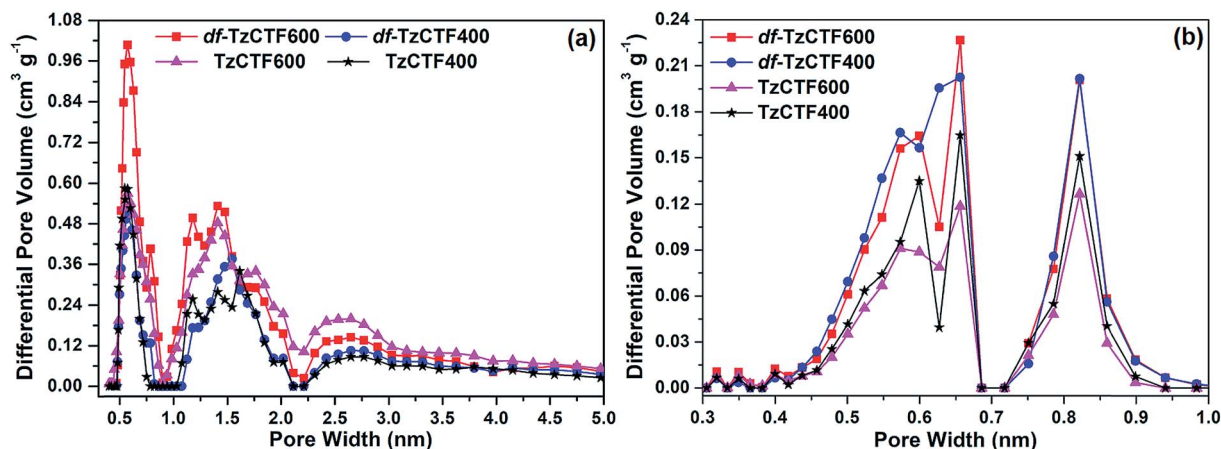 1.08
0.96
0.84
0.72
0.60
0.48
0.36
0.24
0.12
0.00
Differential Pore Volume (cm³ g⁻¹)
df-TzCTF600 df-TzCTF400
TzCTF600 TzCTF400
(a)
0.5 1.0 1.5 2.0 2.5 3.0 3.5 4.0 4.5 5.0
Pore Width (nm)
0.24
0.21
0.18
0.15
0.12
0.09
0.06
0.03
0.00
Differential Pore Volume (cm³ g⁻¹)
df-TzCTF600
df-TzCTF400
TzCTF600
TzCTF400
(b)
0.3 0.4 0.5 0.6 0.7 0.8 0.9 1.0
Pore Width (nm)